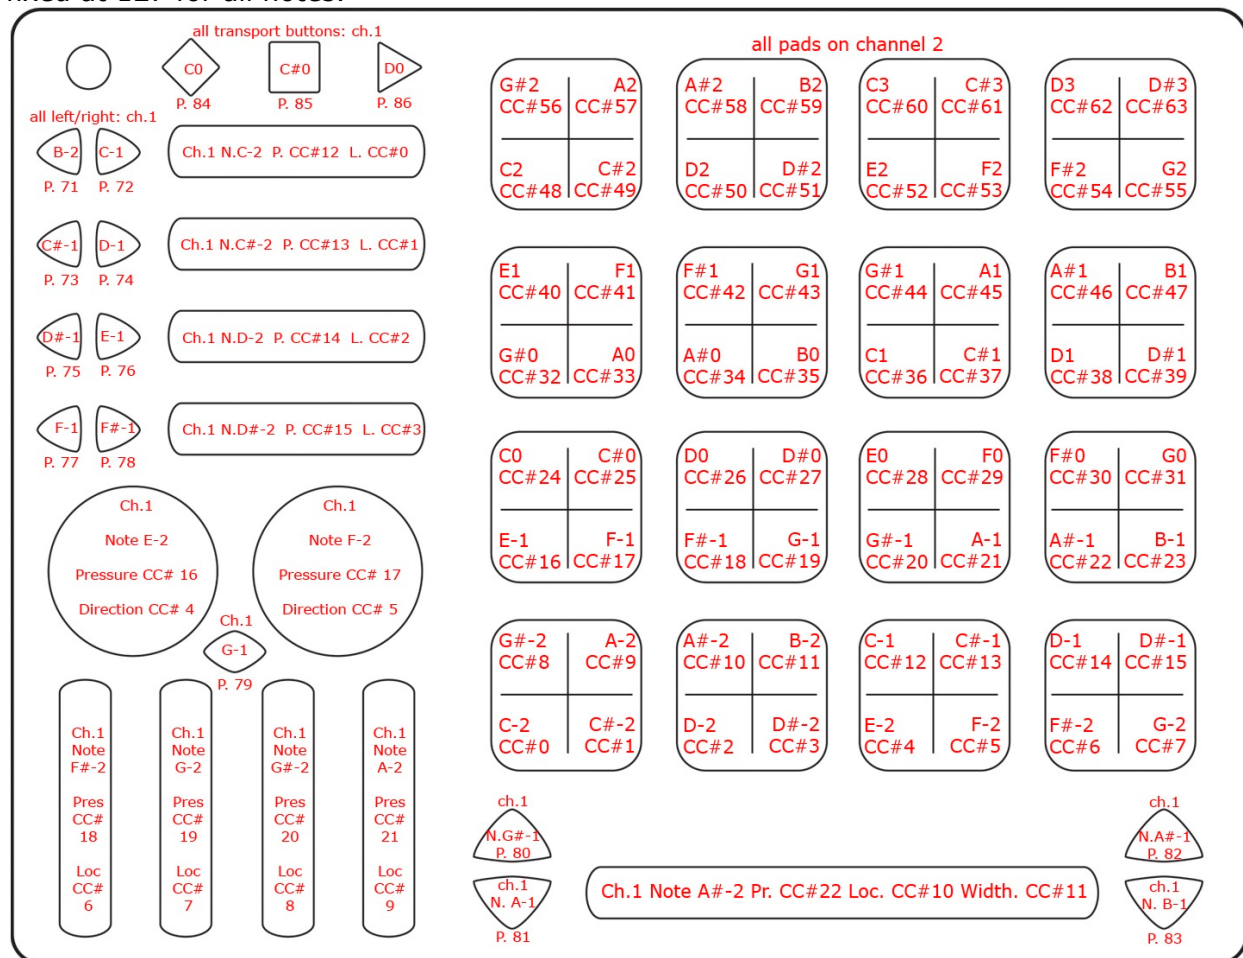 fixed at 127 for all notes.
all transport buttons: ch.1
C0 C#0 D0
P. 84 P. 85 P. 86
all left/right: ch.1
B-2 C-1
P. 71 P. 72
Ch.1 N.C-2 P. CC#12 L. CC#0
C#-1 D-1
P. 73 P. 74
Ch.1 N.C#-2 P. CC#13 L. CC#1
D#-1 E-1
P. 75 P. 76
Ch.1 N.D-2 P. CC#14 L. CC#2
F-1 F#-1
P. 77 P. 78
Ch.1 N.D#-2 P. CC#15 L. CC#3
Ch.1
Note E-2
Pressure CC# 16
Direction CC# 4
Ch.1
Note F-2
Pressure CC# 17
Direction CC# 5
Ch.1
G-1
P. 79
Ch.1
Note
F#-2
Pres
CC#
18
Loc
CC#
6
Ch.1
Note
G-2
Pres
CC#
19
Loc
CC#
7
Ch.1
Note
G#-2
Pres
CC#
20
Loc
CC#
8
Ch.1
Note
A-2
Pres
CC#
21
Loc
CC#
9
all pads on channel 2
G#2 A2 A#2 B2 C3 C#3 D3 D#3
CC#56 CC#57 CC#58 CC#59 CC#60 CC#61 CC#62 CC#63
C2 C#2 D2 D#2 E2 F2 F#2 G2
CC#48 CC#49 CC#50 CC#51 CC#52 CC#53 CC#54 CC#55
E1 F1 F#1 G1 G#1 A1 A#1 B1
CC#40 CC#41 CC#42 CC#43 CC#44 CC#45 CC#46 CC#47
G#0 A0 A#0 B0 C1 C#1 D1 D#1
CC#32 CC#33 CC#34 CC#35 CC#36 CC#37 CC#38 CC#39
C0 C#0 D0 D#0 E0 F0 F#0 G0
CC#24 CC#25 CC#26 CC#27 CC#28 CC#29 CC#30 CC#31
E-1 F-1 F#-1 G-1 G#-1 A-1 A#-1 B-1
CC#16 CC#17 CC#18 CC#19 CC#20 CC#21 CC#22 CC#23
G#-2 A-2 A#-2 B-2 C-1 C#-1 D-1 D#-1
CC#8 CC#9 CC#10 CC#11 CC#12 CC#13 CC#14 CC#15
C-2 C#-2 D-2 D#-2 E-2 F-2 F#-2 G-2
CC#0 CC#1 CC#2 CC#3 CC#4 CC#5 CC#6 CC#7
ch.1
N.G#-1
P. 80
ch.1
N. A-1
P. 81
Ch.1 Note A#-2 Pr. CC#22 Loc. CC#10 Width. CC#11
ch.1
N.A#-1
P. 82
ch.1
N. B-1
P. 83